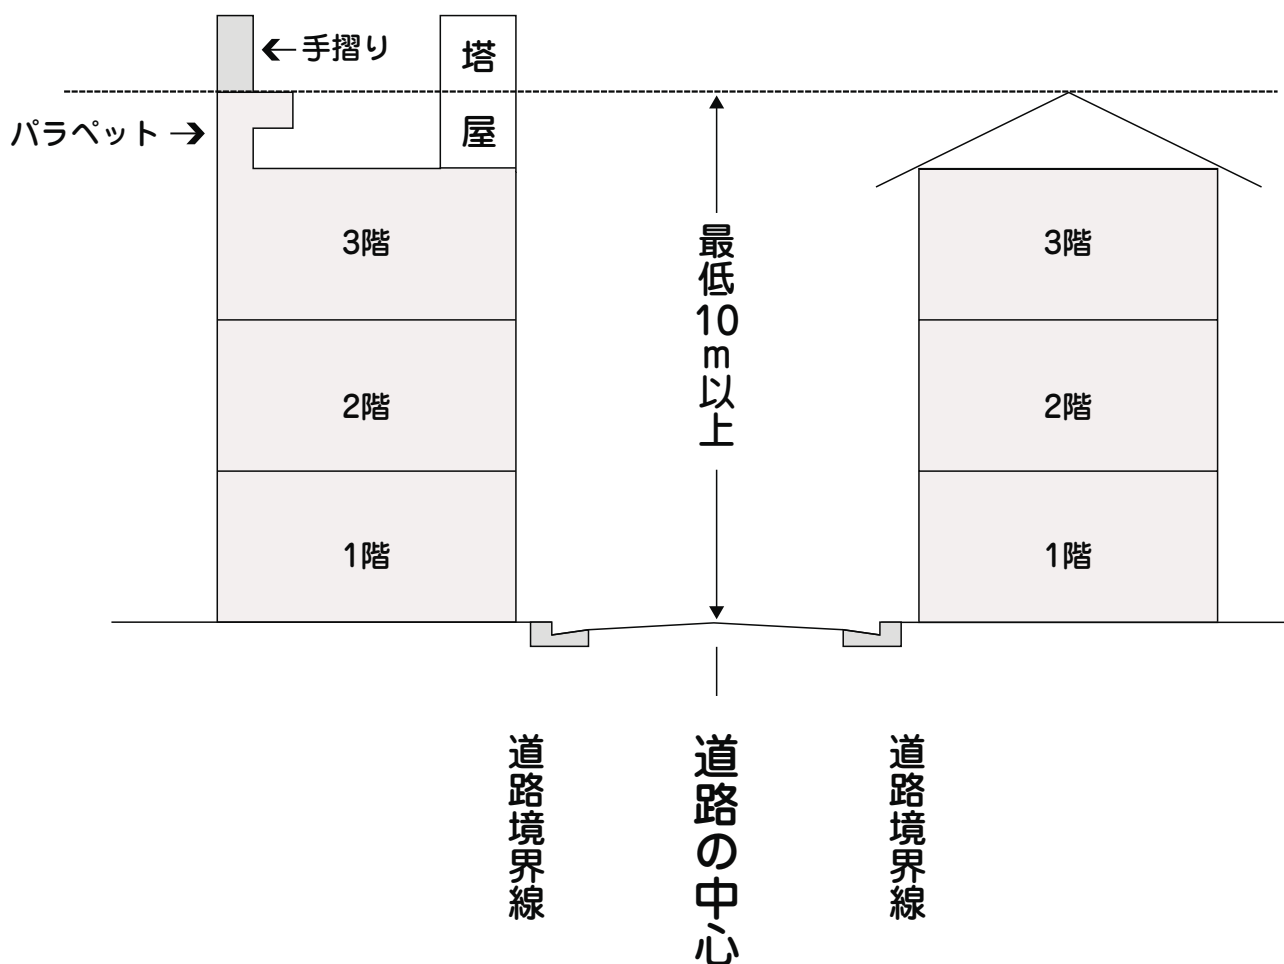 手摺り
塔屋
パラペット
3階
2階
1階
最低10m以上
3階
2階
1階
道路境界線
道路の中心
道路境界線